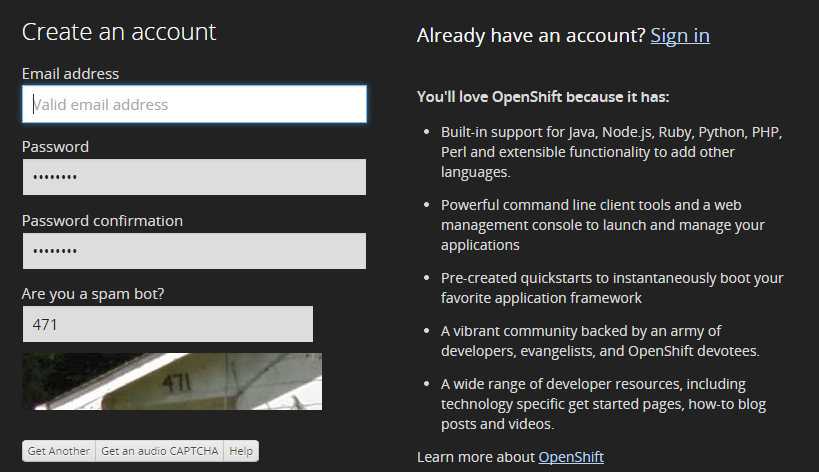 Create an account
Email address
Valid email address
Password
••••••••
Password confirmation
••••••••
Are you a spam bot?
471
471
Get Another
Get an audio CAPTCHA
Help
Already have an account? Sign in
You'll love OpenShift because it has:
• Built-in support for Java, Node.js, Ruby, Python, PHP,
Perl and extensible functionality to add other
languages.
• Powerful command line client tools and a web
management console to launch and manage your
applications
• Pre-created quickstarts to instantaneously boot your
favorite application framework
• A vibrant community backed by an army of
developers, evangelists, and OpenShift devotees.
• A wide range of developer resources, including
technology specific get started pages, how-to blog
posts and videos.
Learn more about OpenShift